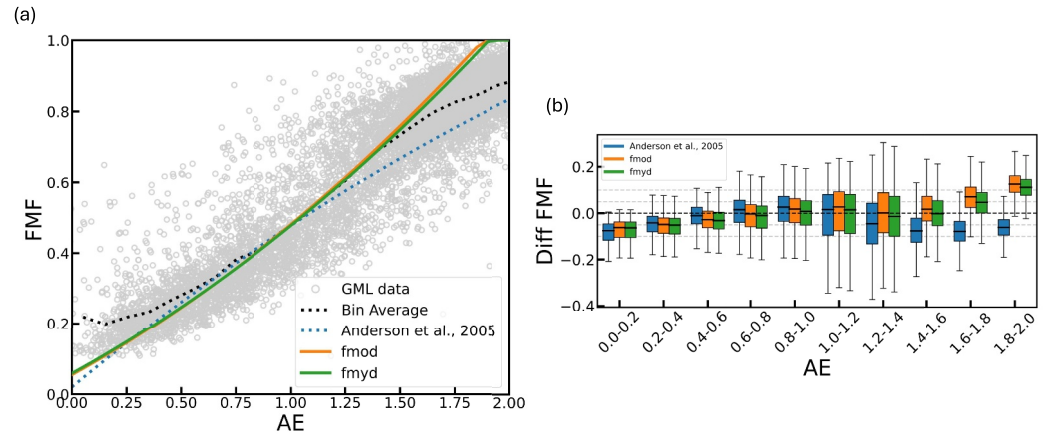 (a)
1.0
0.8
0.6
0.4
0.2
0.0
FMF
GML data
Bin Average
Anderson et al., 2005
fmod
fmyd
0.00 0.25 0.50 0.75 1.00 1.25 1.50 1.75 2.00
AE
(b)
0.2
0.0
−0.2
−0.4
Diff FMF
Anderson et al., 2005
fmod
fmyd
0.0-0.2 0.2-0.4 0.4-0.6 0.6-0.8 0.8-1.0 1.0-1.2 1.2-1.4 1.4-1.6 1.6-1.8 1.8-2.0
AE